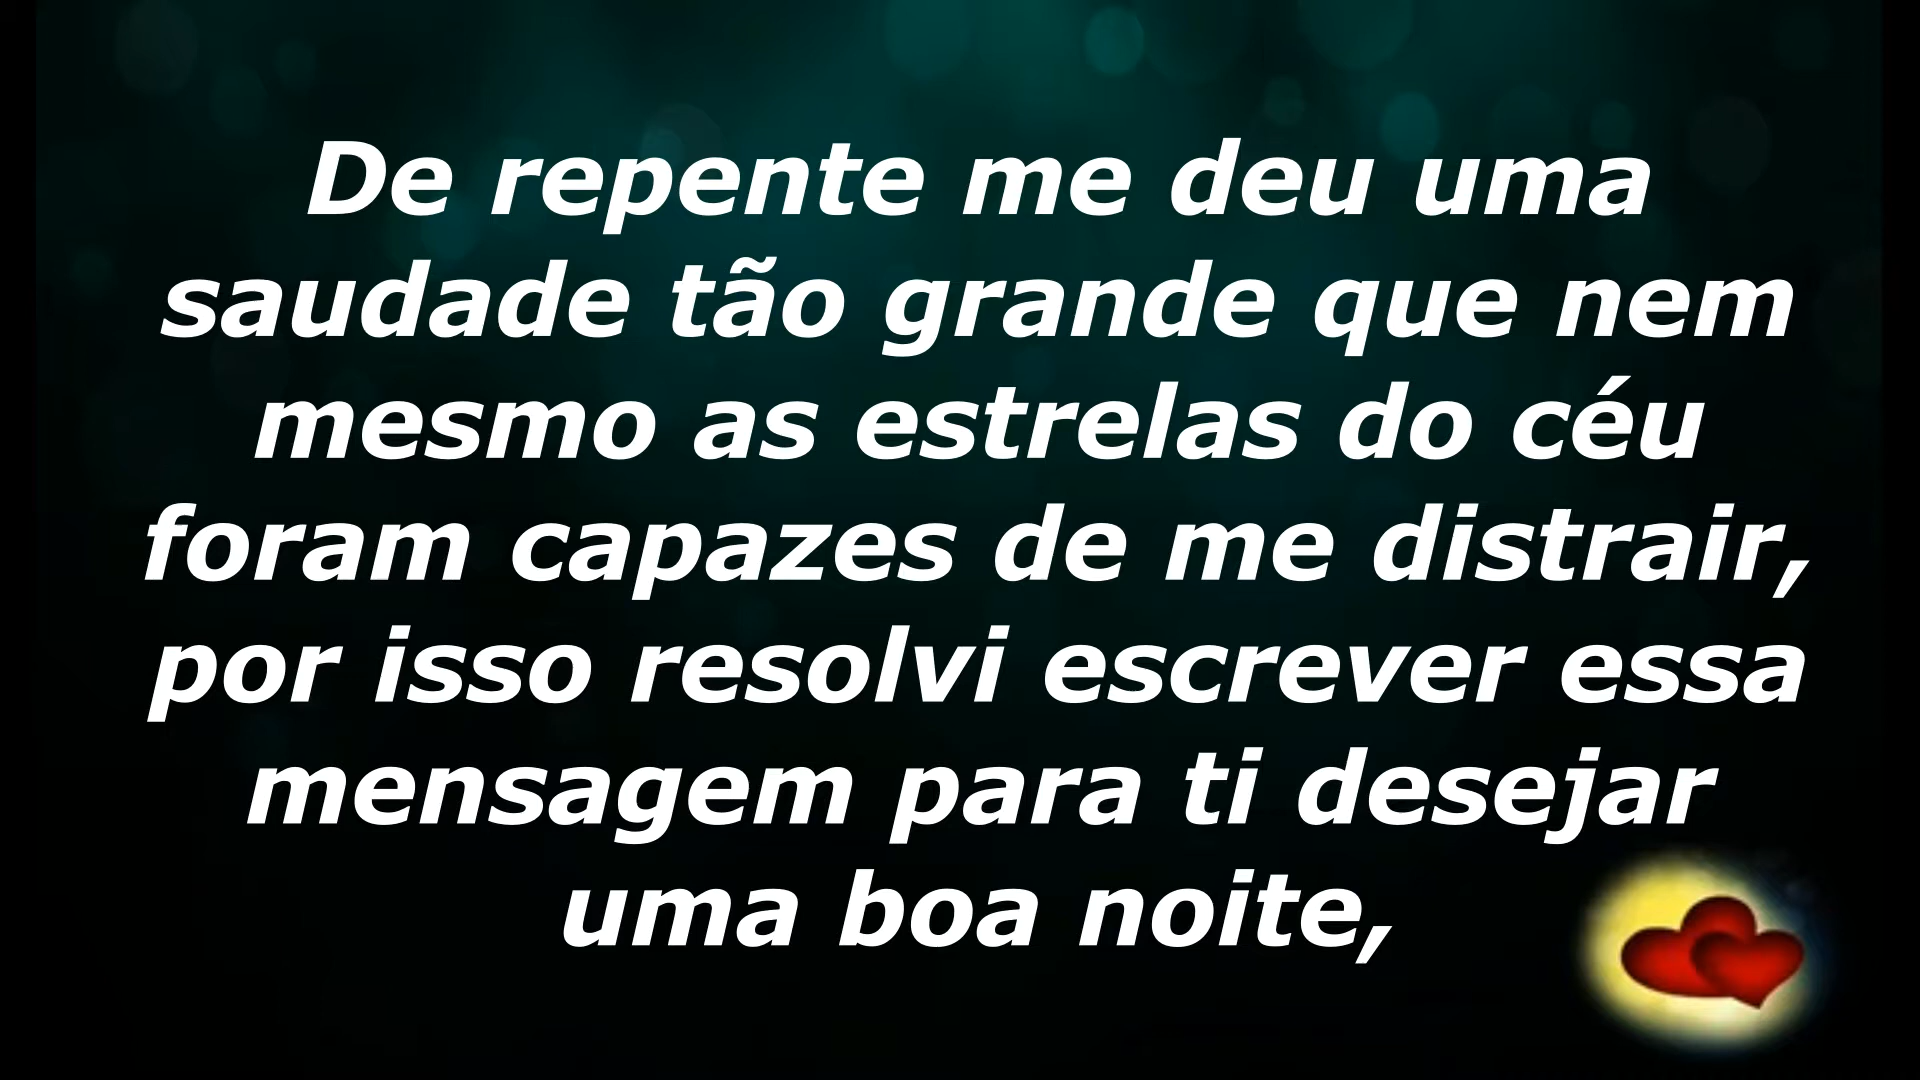 De repente me deu uma
saudade tão grande que nem
mesmo as estrelas do céu
foram capazes de me distrair,
por isso resolvi escrever essa
mensagem para ti desejar
uma boa noite,